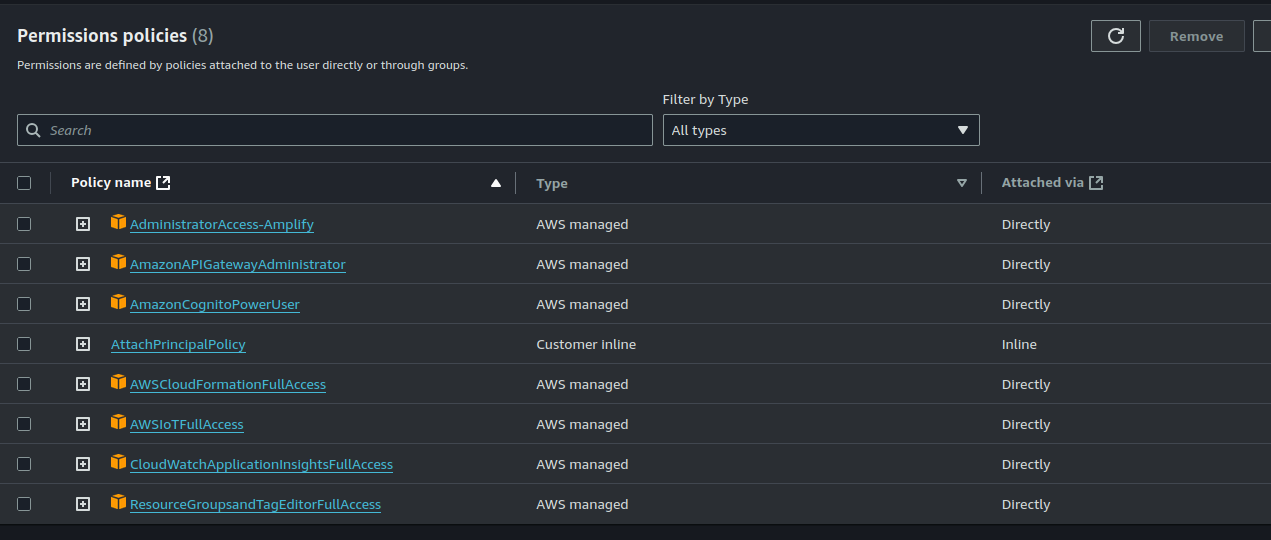 Permissions policies (8)
Remove
Permissions are defined by policies attached to the user directly or through groups.
Filter by Type
Search
All types
Policy name Type Attached via
AdministratorAccess-Amplify AWS managed Directly
AmazonAPIGatewayAdministrator AWS managed Directly
AmazonCognitoPowerUser AWS managed Directly
AttachPrincipalPolicy Customer inline Inline
AWSCloudFormationFullAccess AWS managed Directly
AWSIoTFullAccess AWS managed Directly
CloudWatchApplicationInsightsFullAccess AWS managed Directly
ResourceGroupsandTagEditorFullAccess AWS managed Directly